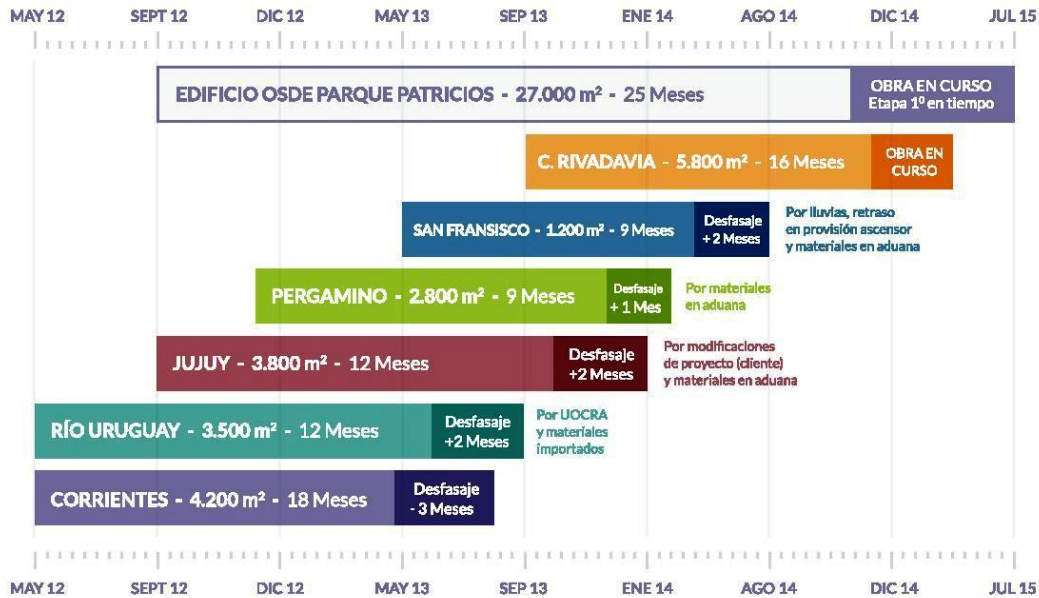 MAY 12 SEPT 12 DIC 12 MAY 13 SEP 13 ENE 14 AGO 14 DIC 14 JUL 15
EDIFICIO OSDE PARQUE PATRICIOS - 27.000 m² - 25 Meses
OBRA EN CURSO
Etapa 1º en tiempo
C. RIVADAVIA - 5.800 m² - 16 Meses
OBRA EN
CURSO
SAN FRANSISCO - 1.200 m² - 9 Meses
Desfasaje
+2 Meses
Por lluvias, retraso
en provisión ascensor
y materiales en aduana
PERGAMINO - 2.800 m² - 9 Meses
Desfasaje
+ 1 Mes
Por materiales
en aduana
JUJUY - 3.800 m² - 12 Meses
Desfasaje
+2 Meses
Por modificaciones
de proyecto (cliente)
y materiales en aduana
RÍO URUGUAY - 3.500 m² - 12 Meses
Desfasaje
+2 Meses
Por UOCRA
y materiales
importados
CORRIENTES - 4.200 m² - 18 Meses
Desfasaje
- 3 Meses
MAY 12 SEPT 12 DIC 12 MAY 13 SEP 13 ENE 14 AGO 14 DIC 14 JUL 15